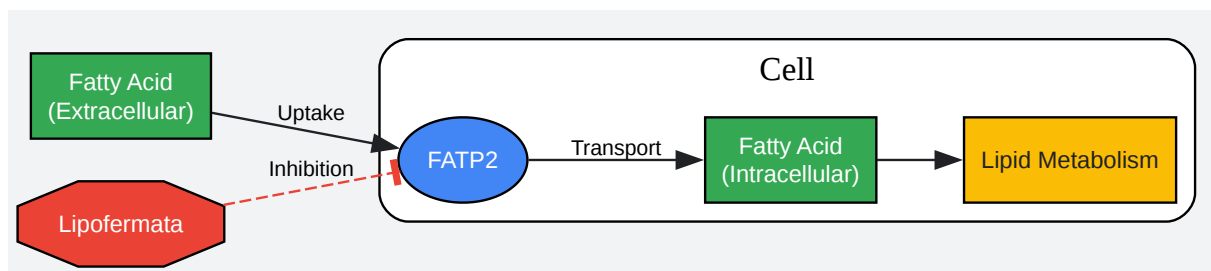 Cell
Fatty Acid
(Extracellular)
Uptake
Inhibition
Lipofermata
FATP2
Transport
Fatty Acid
(Intracellular)
Lipid Metabolism